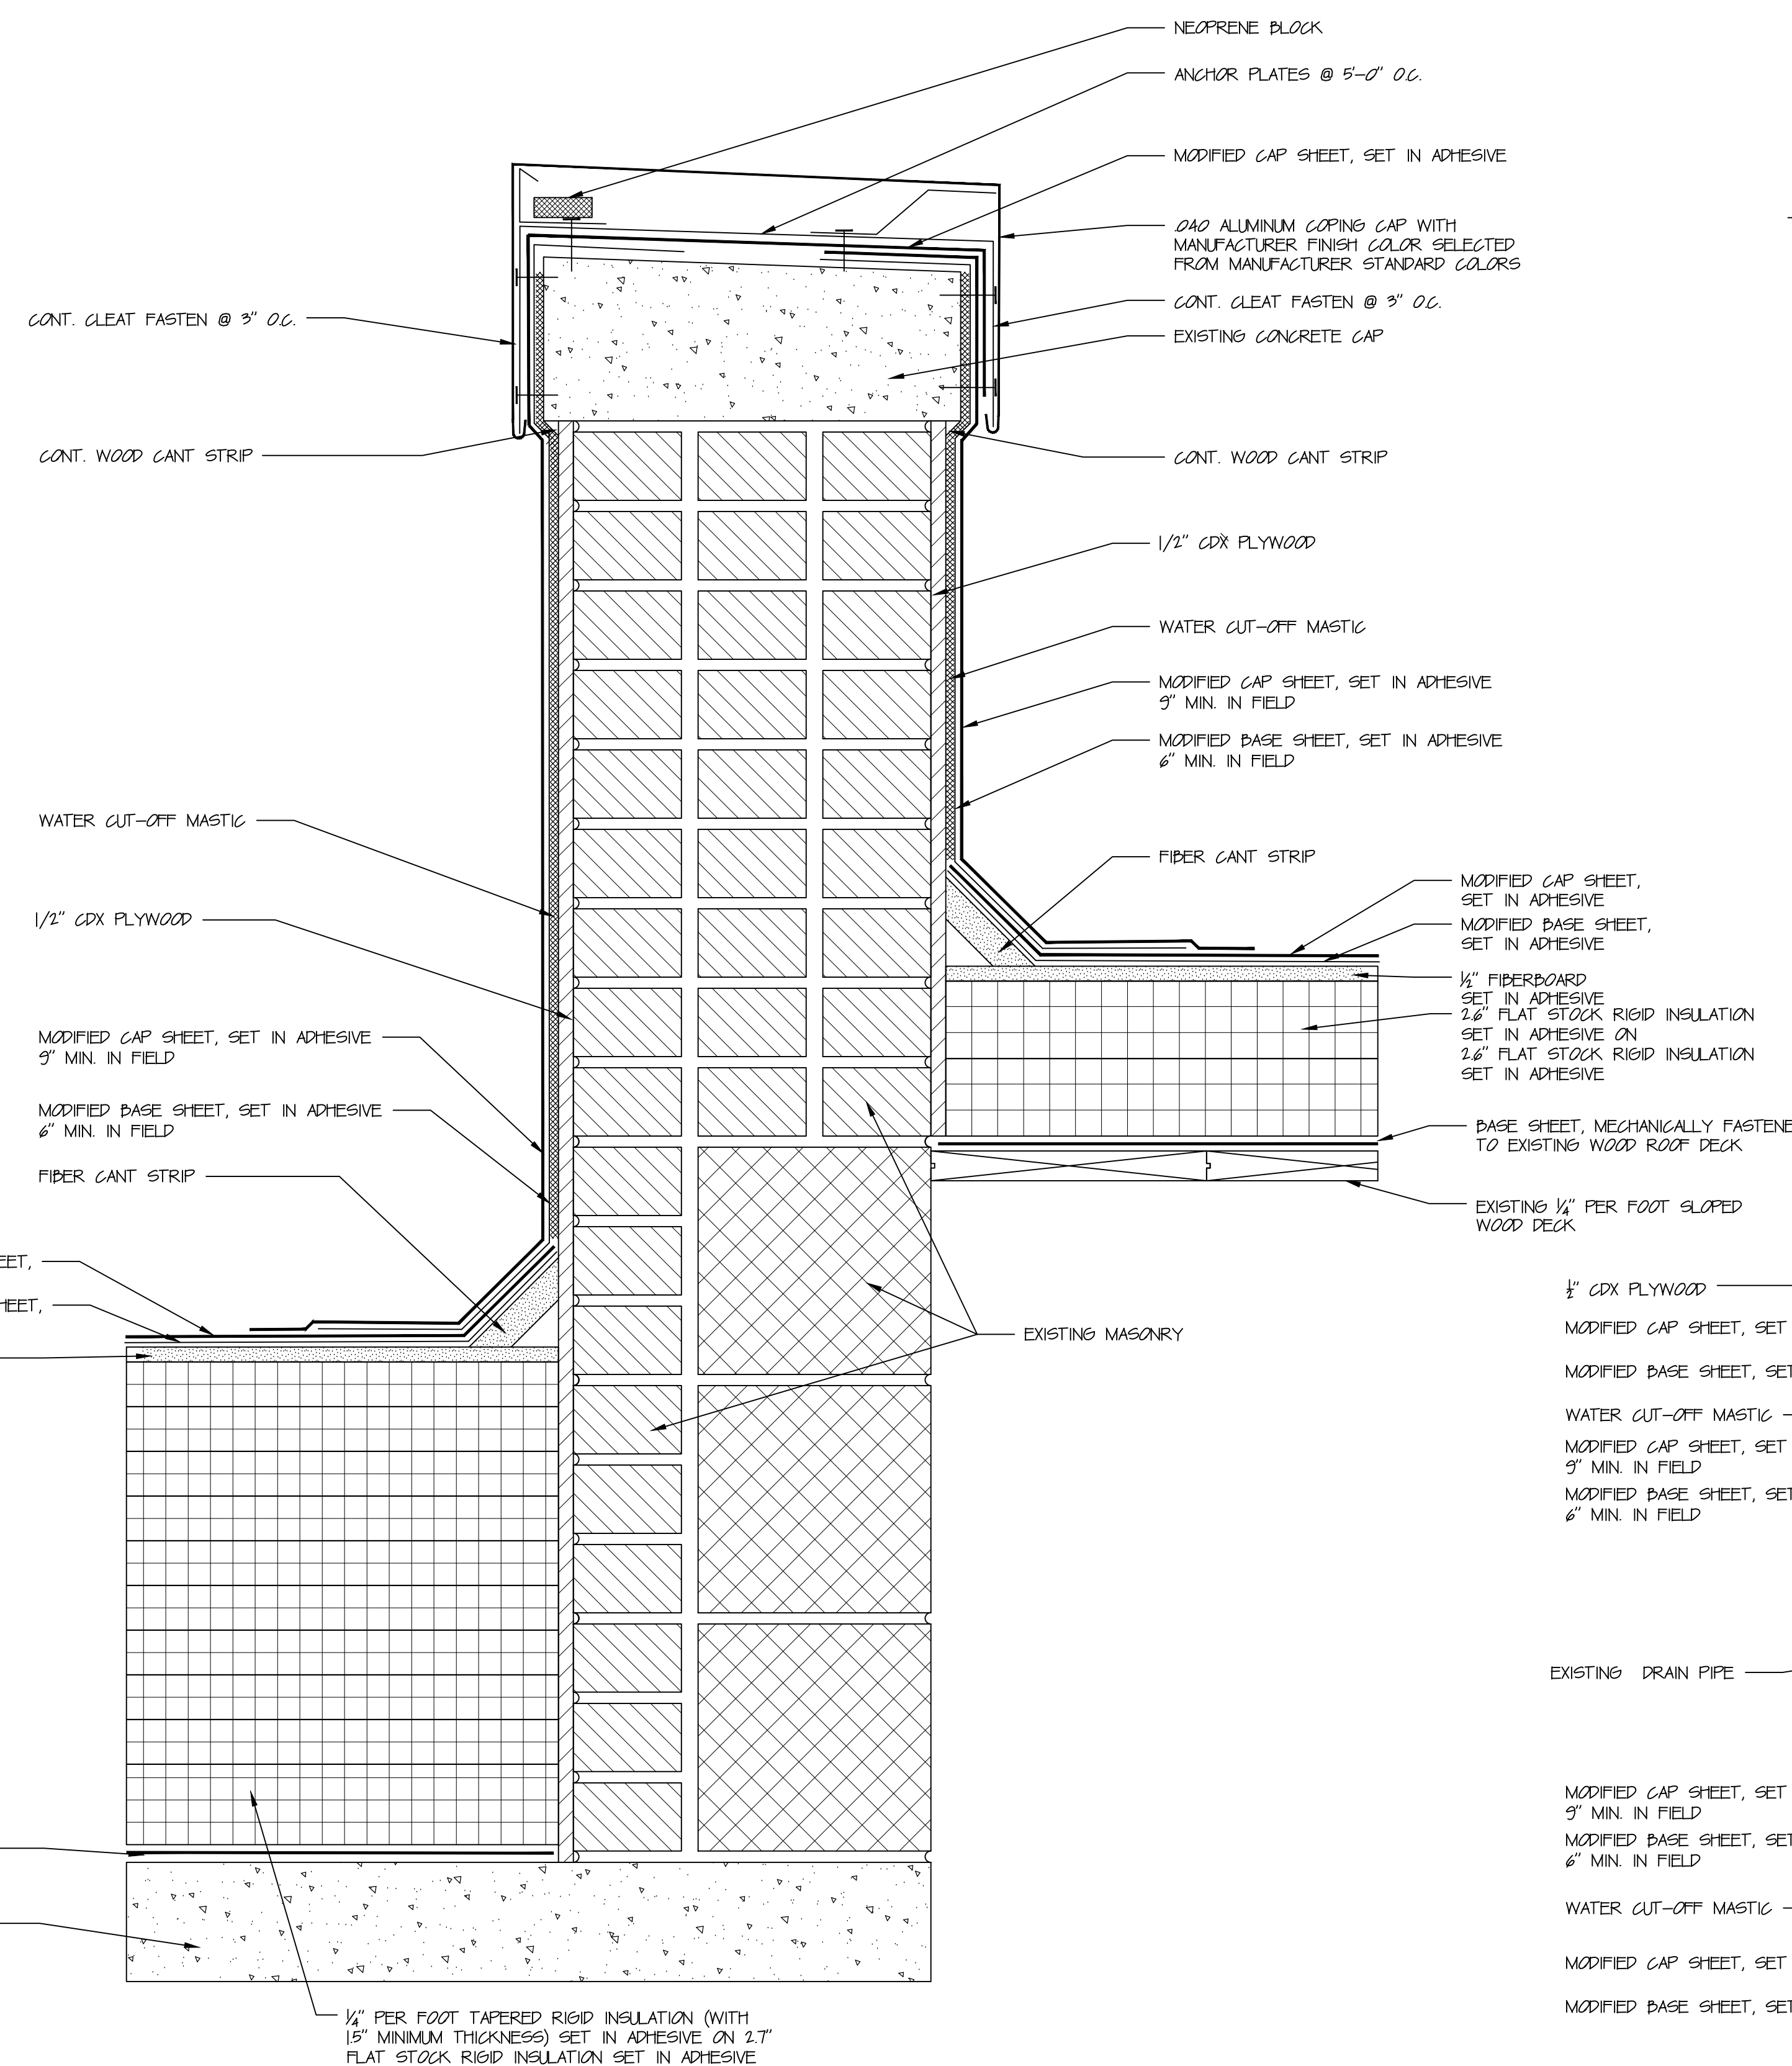 NEOPRENE BLOCK
ANCHOR PLATES @ 5'-0" O.C.
MODIFIED CAP SHEET, SET IN ADHESIVE
.040 ALUMINUM COPING CAP WITH
MANUFACTURER FINISH COLOR SELECTED
FROM MANUFACTURER STANDARD COLORS
CONT. CLEAT FASTEN @ 3" O.C.
EXISTING CONCRETE CAP
CONT. WOOD CANT STRIP
1/2" CDX PLYWOOD
WATER CUT-OFF MASTIC
MODIFIED CAP SHEET, SET IN ADHESIVE
9" MIN. IN FIELD
MODIFIED BASE SHEET, SET IN ADHESIVE
6" MIN. IN FIELD
FIBER CANT STRIP
MODIFIED CAP SHEET,
SET IN ADHESIVE
MODIFIED BASE SHEET,
SET IN ADHESIVE
1/2" FIBERBOARD
SET IN ADHESIVE
2.6" FLAT STOCK RIGID INSULATION
SET IN ADHESIVE ON
2.6" FLAT STOCK RIGID INSULATION
SET IN ADHESIVE
BASE SHEET, MECHANICALLY FASTENE
TO EXISTING WOOD ROOF DECK
EXISTING 1/4" PER FOOT SLOPED
WOOD DECK
EXISTING MASONRY
CONT. CLEAT FASTEN @ 3" O.C.
CONT. WOOD CANT STRIP
WATER CUT-OFF MASTIC
1/2" CDX PLYWOOD
MODIFIED CAP SHEET, SET IN ADHESIVE
9" MIN. IN FIELD
MODIFIED BASE SHEET, SET IN ADHESIVE
6" MIN. IN FIELD
FIBER CANT STRIP
EET,
HEET,
1/4" PER FOOT TAPERED RIGID INSULATION (WITH
1.5" MINIMUM THICKNESS) SET IN ADHESIVE ON 2.7"
FLAT STOCK RIGID INSULATION SET IN ADHESIVE
1/2" CDX PLYWOOD
MODIFIED CAP SHEET, SET
MODIFIED BASE SHEET, SET
WATER CUT-OFF MASTIC
MODIFIED CAP SHEET, SET
9" MIN. IN FIELD
MODIFIED BASE SHEET, SET
6" MIN. IN FIELD
EXISTING DRAIN PIPE
MODIFIED CAP SHEET, SET
9" MIN. IN FIELD
MODIFIED BASE SHEET, SET
6" MIN. IN FIELD
WATER CUT-OFF MASTIC
MODIFIED CAP SHEET, SET
MODIFIED BASE SHEET, SET